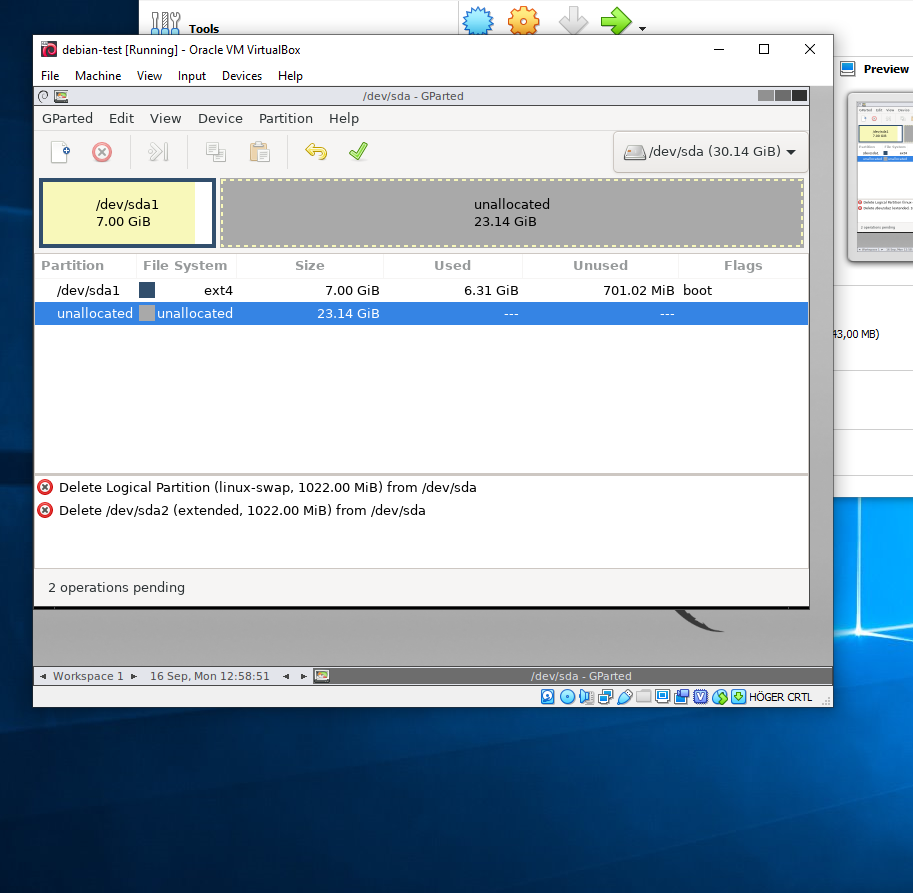 Tools
debian-test [Running] - Oracle VM VirtualBox
File Machine View Input Devices Help
Preview
/dev/sda - GParted
GParted Edit View Device Partition Help
/dev/sda (30.14 GiB)
/dev/sda1
7.00 GiB
unallocated
23.14 GiB
Partition File System Size Used Unused Flags
/dev/sda1 ext4 7.00 GiB 6.31 GiB 701.02 MiB boot
unallocated unallocated 23.14 GiB --- ---
43,00 MB)
Delete Logical Partition (linux-swap, 1022.00 MiB) from /dev/sda
Delete /dev/sda2 (extended, 1022.00 MiB) from /dev/sda
2 operations pending
Workspace 1 16 Sep, Mon 12:58:51 /dev/sda - GParted
HÖGER CRTL